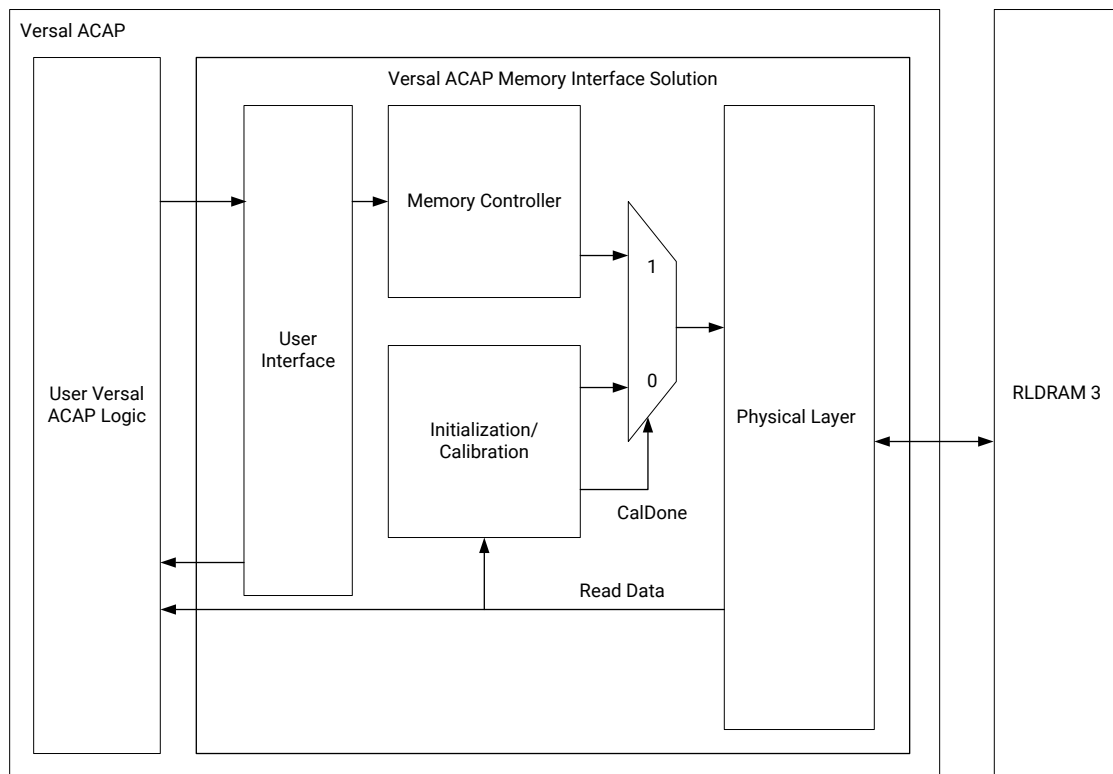 Versal ACAP
Versal ACAP Memory Interface Solution
Memory Controller
1
User
Interface
0
User Versal
ACAP Logic
Initialization/
Calibration
Physical Layer
RLDRAM 3
CalDone
Read Data